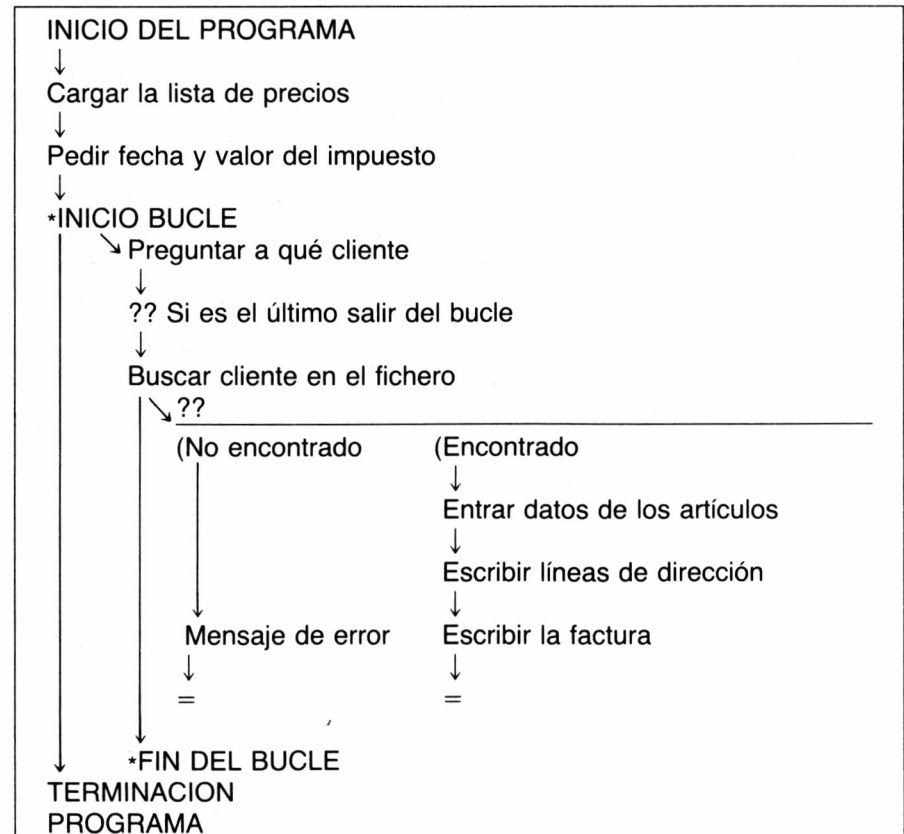 INICIO DEL PROGRAMA
Cargar la lista de precios
Pedir fecha y valor del impuesto
*INICIO BUCLE
Preguntar a qué cliente
?? Si es el último salir del bucle
Buscar cliente en el fichero
??
(No encontrado (Encontrado
Entrar datos de los artículos
Escribir líneas de dirección
Mensaje de error Escribir la factura
= =
*FIN DEL BUCLE
TERMINACION
PROGRAMA